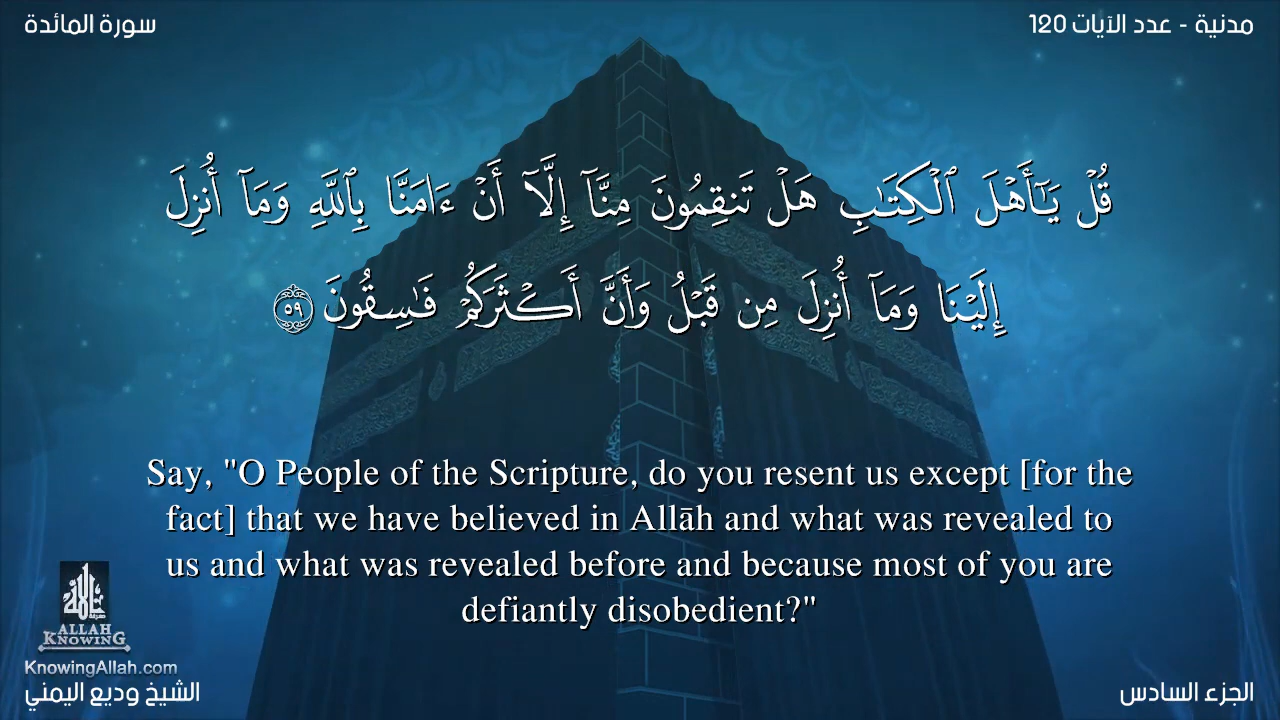 سورة المائدة
مدنية - عدد الآيات 120
قُلْ يَـٰٓأَهْلَ ٱلْكِتَـٰبِ هَلْ تَنقِمُونَ مِنَّآ إِلَّآ أَنْ ءَامَنَّا بِٱللَّهِ وَمَآ أُنزِلَ
إِلَيْنَا وَمَآ أُنزِلَ مِن قَبْلُ وَأَنَّ أَكْثَرَكُمْ فَـٰسِقُونَ ٥٩
Say, "O People of the Scripture, do you resent us except [for the
fact] that we have believed in Allāh and what was revealed to
us and what was revealed before and because most of you are
defiantly disobedient?"
ALLAH
KNOWING
KnowingAllah.com
الشيخ وديع اليمني
الجزء السادس